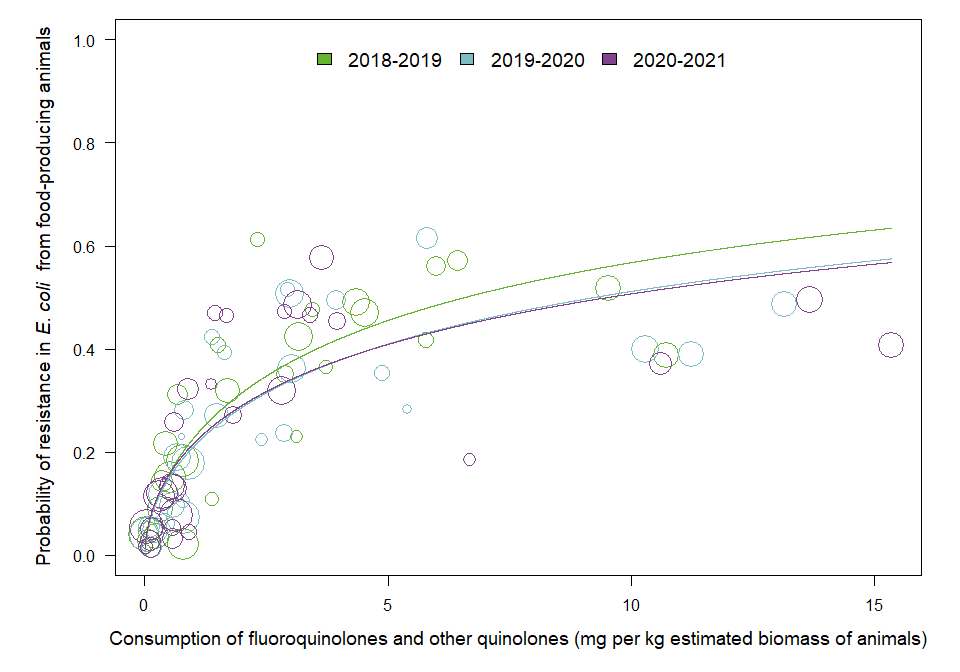 Probability of resistance in E. coli from food-producing animals
1.0
0.8
0.6
0.4
0.2
0.0
2018-2019 2019-2020 2020-2021
0 5 10 15
Consumption of fluoroquinolones and other quinolones (mg per kg estimated biomass of animals)